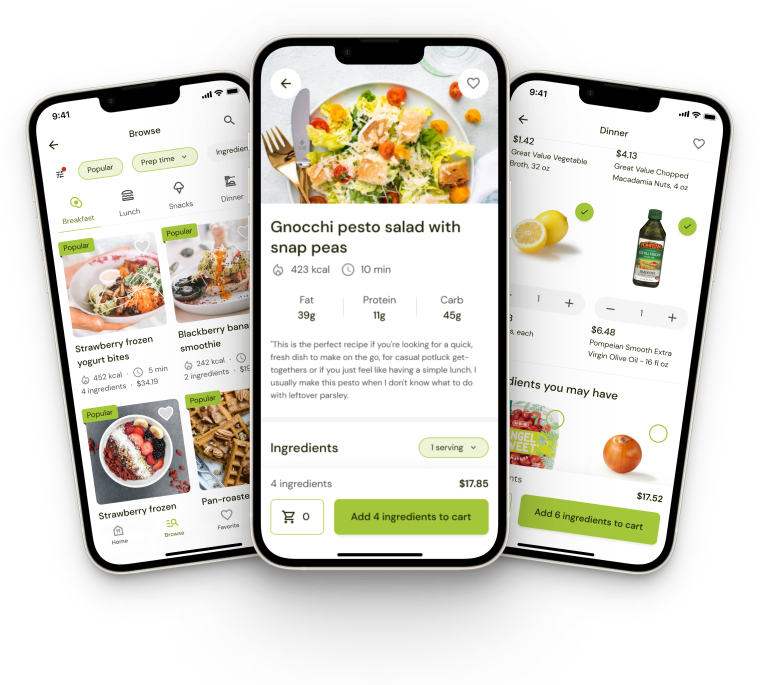 9:41
Browse
Popular
Prep time
Breakfast
Lunch
Snacks
Dinner
Popular
Popular
Strawberry frozen
yogurt bites
452 kcal · 5 min
4 ingredients · $34.19
Blackberry
smoothie
242 kcal ·
2 ingredients ·
Popular
Popular
Strawberry frozen
Home
Browse
Favorite
Gnocchi pesto salad with
snap peas
423 kcal 10 min
Fat Protein Carb
39g 11g 45g
"This is the perfect recipe if you're looking for a quick,
fresh dish to make on the go, for casual potluck get-
togethers or if you just feel like having a simple lunch. I
usually make this pesto when I don't know what to do
with leftover parsley.
Ingredients 1 serving
4 ingredients $17.85
0 Add 4 ingredients to cart
9:41
Dinner
$1.42
Great Value Vegetable
Broth, 32 oz
$4.13
Great Value Chopped
Macadamia Nuts, 4 oz
1
1
each
$6.48
Pompeian Smooth Extra
Virgin Olive Oil - 16 fl oz
you may have
$17.52
Add 6 ingredients to cart